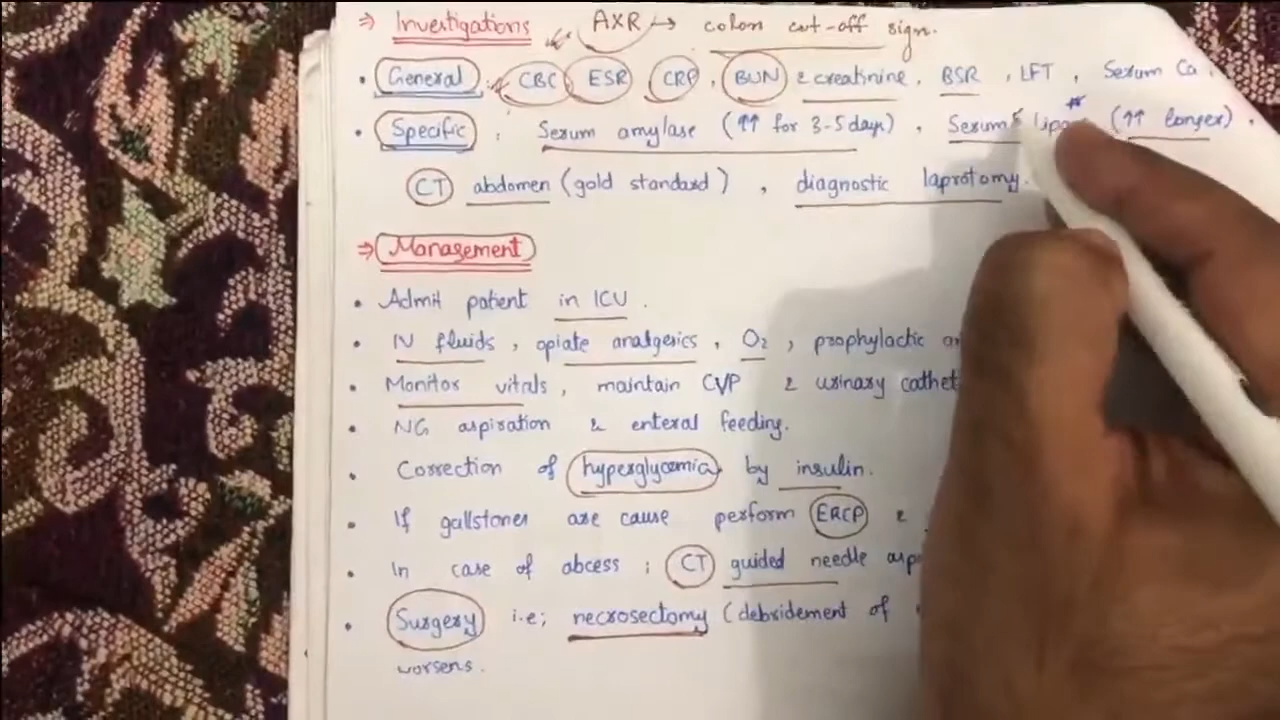 ⇒ Investigations AXR → colon cut-off sign.
• General : CBC, ESR, CRP, BUN & creatinine, BSR, LFT, Serum Ca,
• Specific : Serum amylase (↑↑ for 3-5 days), Serum (↑↑ longer),
CT abdomen (gold standard), diagnostic laprotomy.
⇒ Management
• Admit patient in ICU.
• IV fluids, opiate analgesics, O2, prophylactic
• Monitor vitals, maintain CVP & urinary
• NG aspiration & enteral feeding.
• Correction of hyperglycemia by insulin.
• If gallstones are cause perform ERCP &
• In case of abcess ; CT guided needle
• Surgery i.e; necrosectomy (debridement of
worsens.